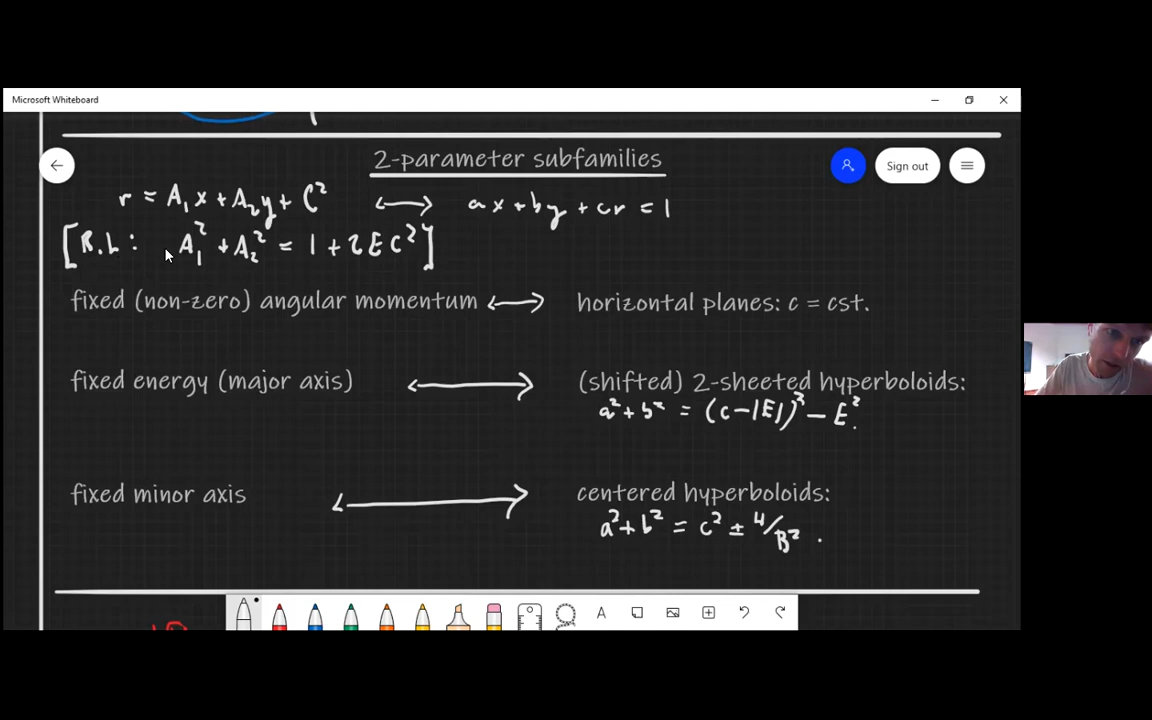 Microsoft Whiteboard
2-parameter subfamilies
Sign out
r = A₁x + A₂y + C² ⟷ ax + by + cr = 1
[R.L: A₁² + A₂² = 1 + 2EC²]
fixed (non-zero) angular momentum ⟷ horizontal planes: c = cst.
fixed energy (major axis) ⟷ (shifted) 2-sheeted hyperboloids:
a² + b² = (c - |E|)² - E².
fixed minor axis ⟷ centered hyperboloids:
a² + b² = c² ± 4/B².
A